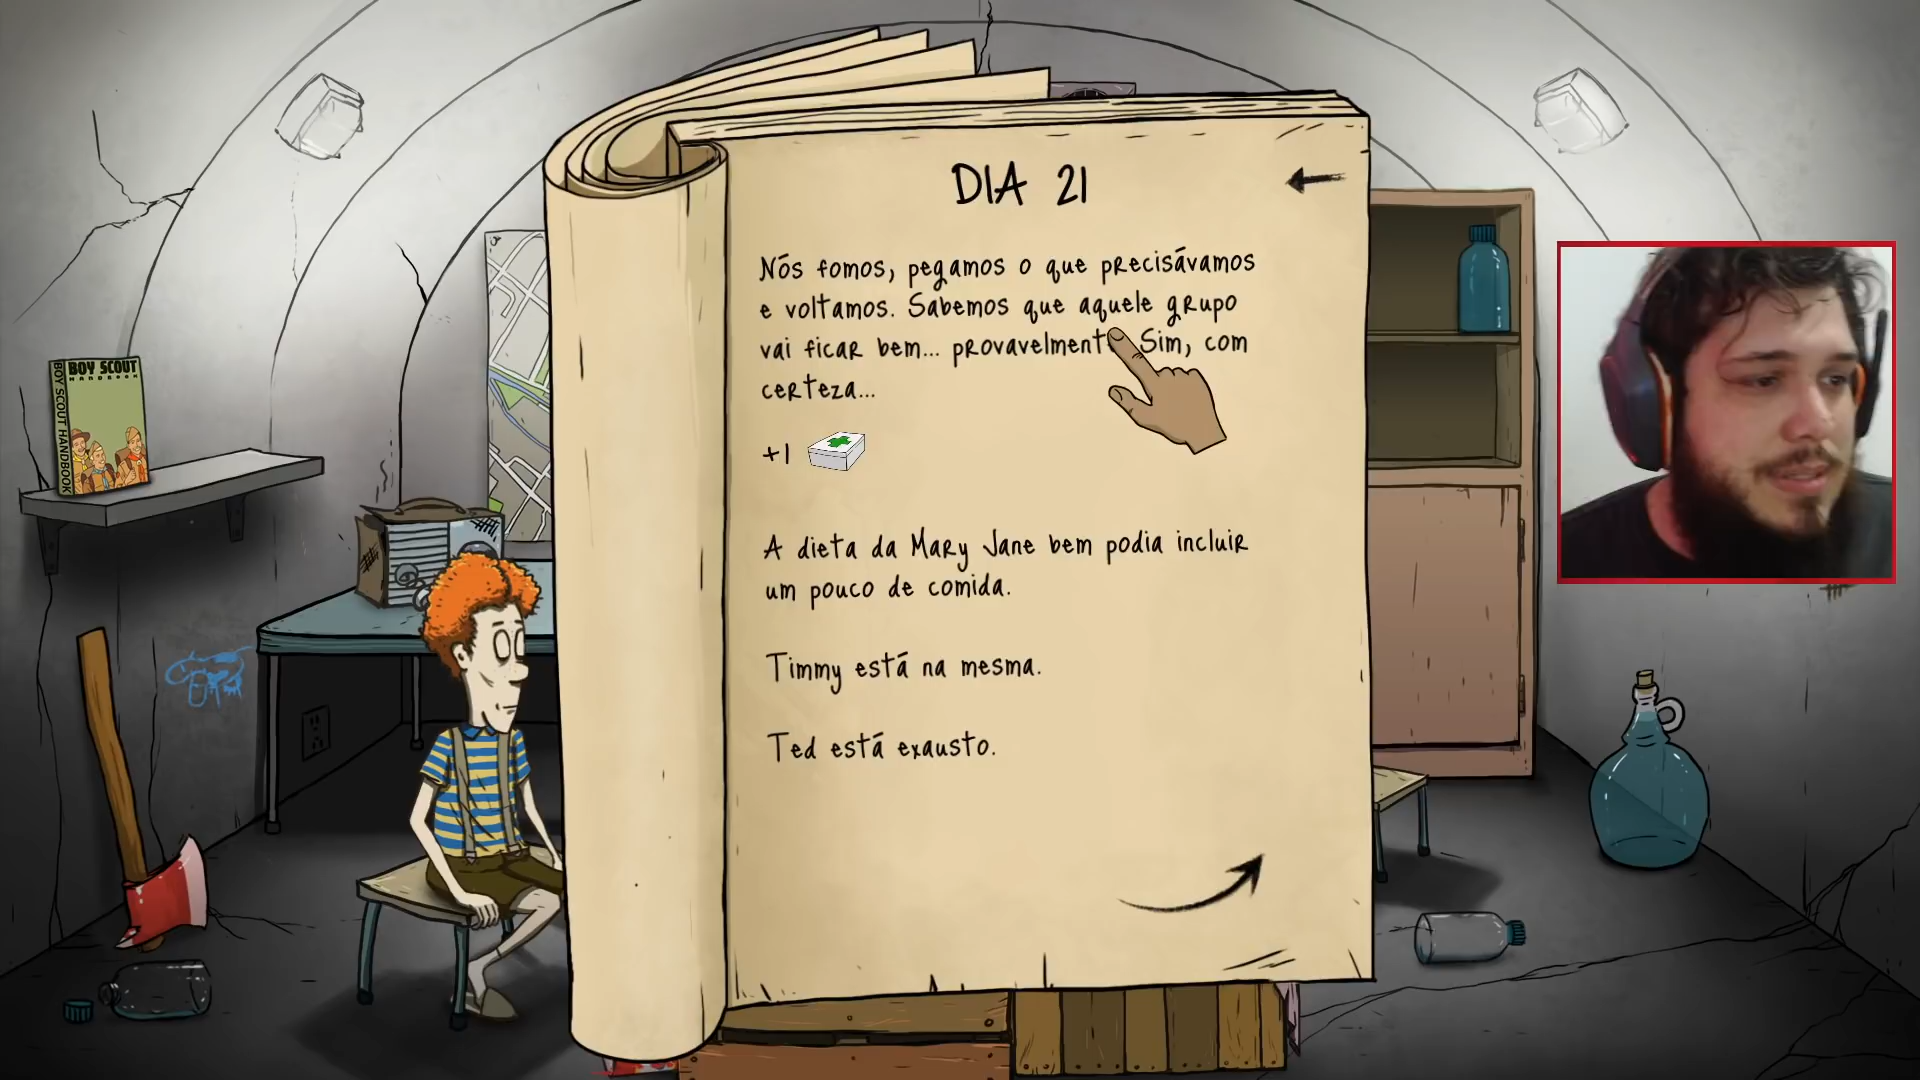 DIA 21
Nós fomos, pegamos o que precisávamos
e voltamos. Sabemos que aquele grupo
vai ficar bem... provavelment Sim, com
certeza...
+1
A dieta da Mary Jane bem podia incluir
um pouco de comida.
Timmy está na mesma.
Ted está exausto.
BOY SCOUT
HANDBOOK
BOY SCOUT HANDBOOK